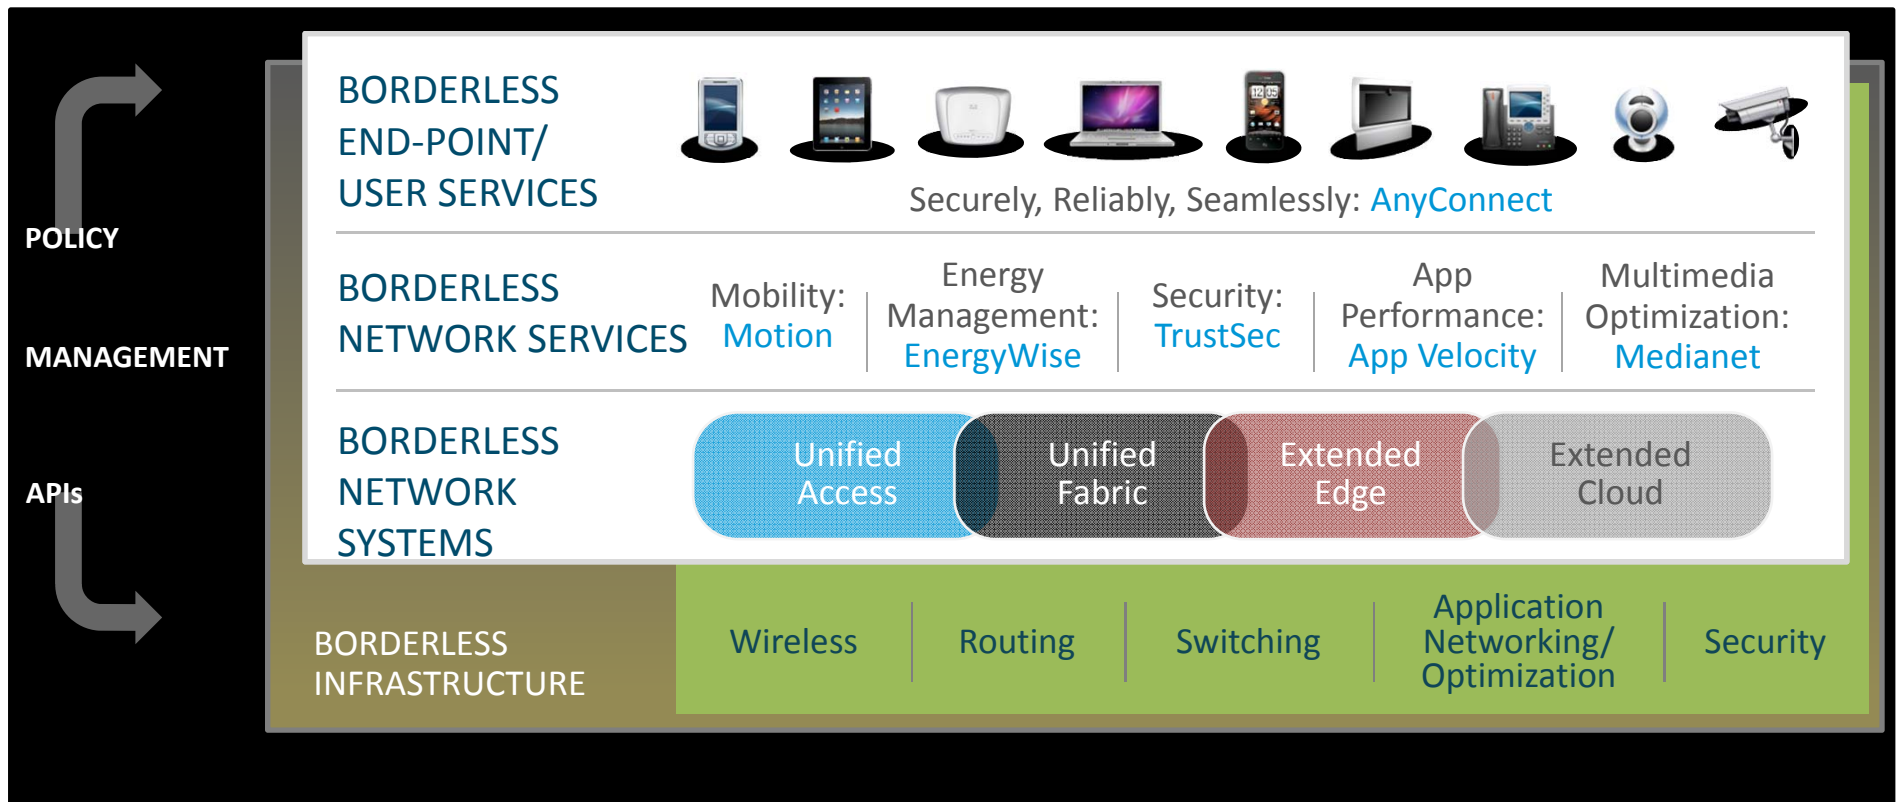 POLICY
MANAGEMENT
APIs
BORDERLESS
END-POINT/
USER SERVICES
Securely, Reliably, Seamlessly: AnyConnect
BORDERLESS
NETWORK SERVICES
Mobility:
Motion
Energy
Management:
EnergyWise
Security:
TrustSec
App
Performance:
App Velocity
Multimedia
Optimization:
Medianet
BORDERLESS
NETWORK
SYSTEMS
Unified
Access
Unified
Fabric
Extended
Edge
Extended
Cloud
BORDERLESS
INFRASTRUCTURE
Wireless
Routing
Switching
Application
Networking/
Optimization
Security